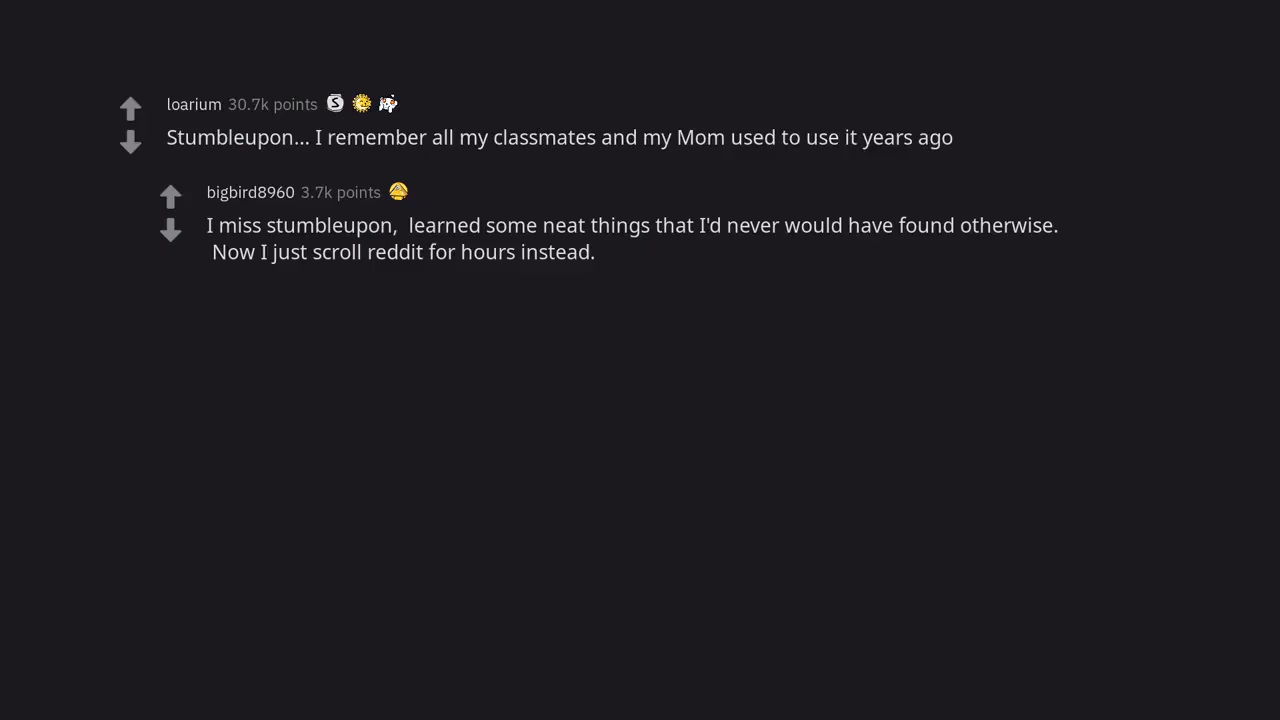 loarium 30.7k points
Stumbleupon... I remember all my classmates and my Mom used to use it years ago
bigbird8960 3.7k points
I miss stumbleupon,  learned some neat things that I'd never would have found otherwise.
Now I just scroll reddit for hours instead.